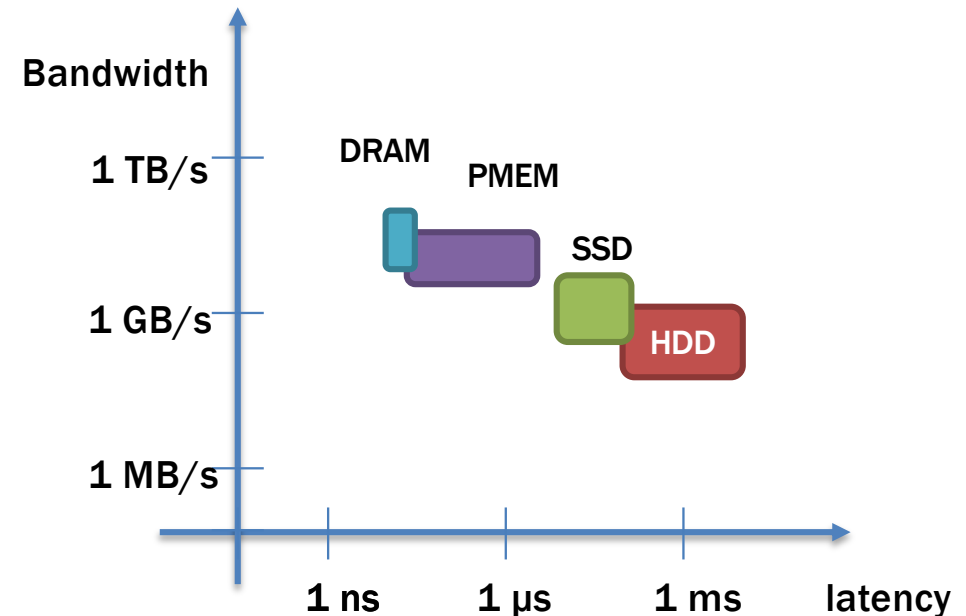 Bandwidth
1 TB/s
DRAM
PMEM
SSD
1 GB/s
HDD
1 MB/s
1 ns
1 µs
1 ms
latency